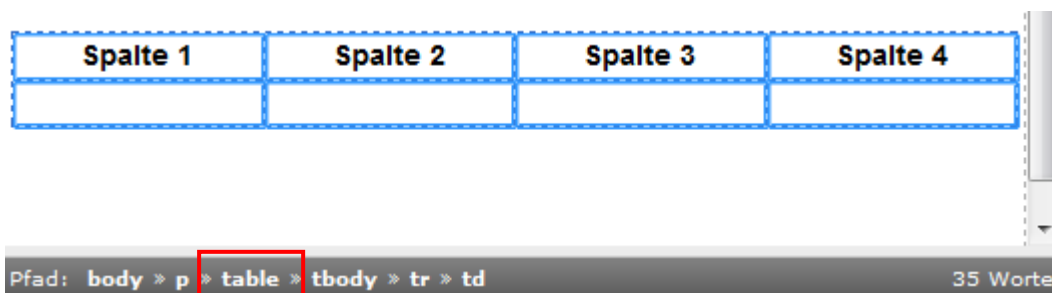 Spalte 1 Spalte 2 Spalte 3 Spalte 4
Pfad: body » p » table » tbody » tr » td 35 Worte